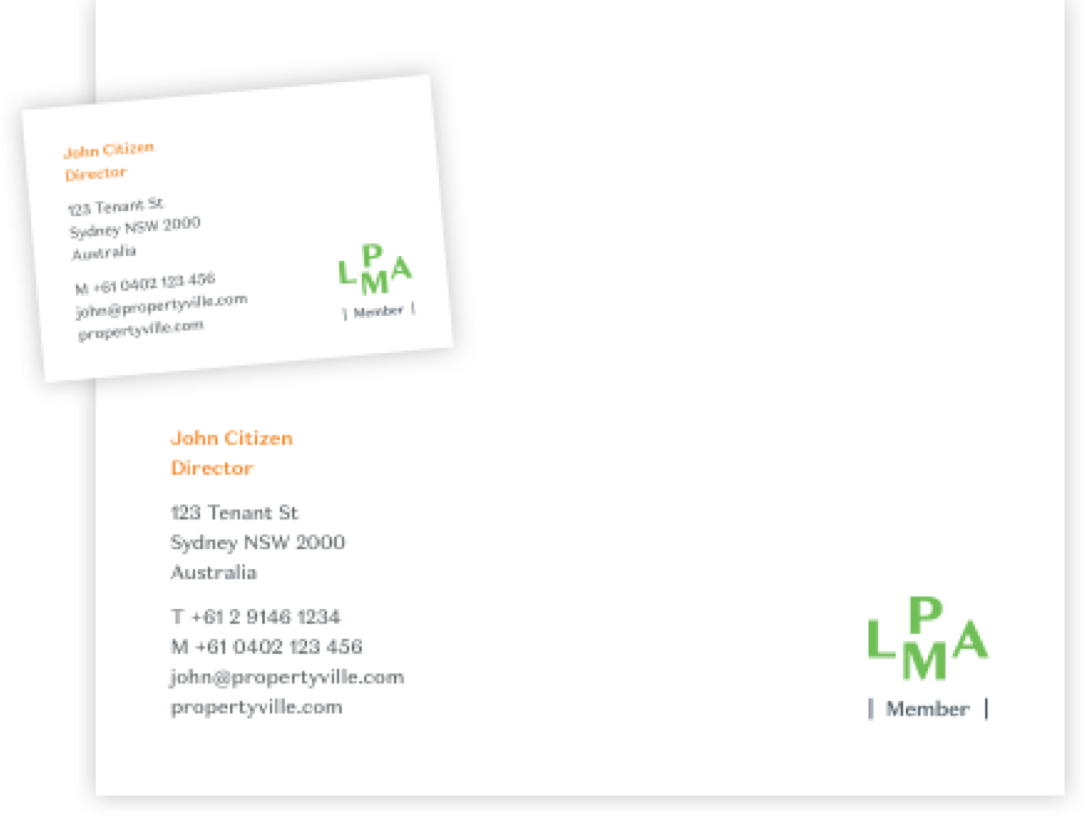 John Citizen
Director
123 Tenant St
Sydney NSW 2000
Australia
M +61 0402 123 456
john@propertyville.com
propertyville.com
L P M A
| Member |
John Citizen
Director
123 Tenant St
Sydney NSW 2000
Australia
T +61 2 9146 1234
M +61 0402 123 456
john@propertyville.com
propertyville.com
L P M A
| Member |